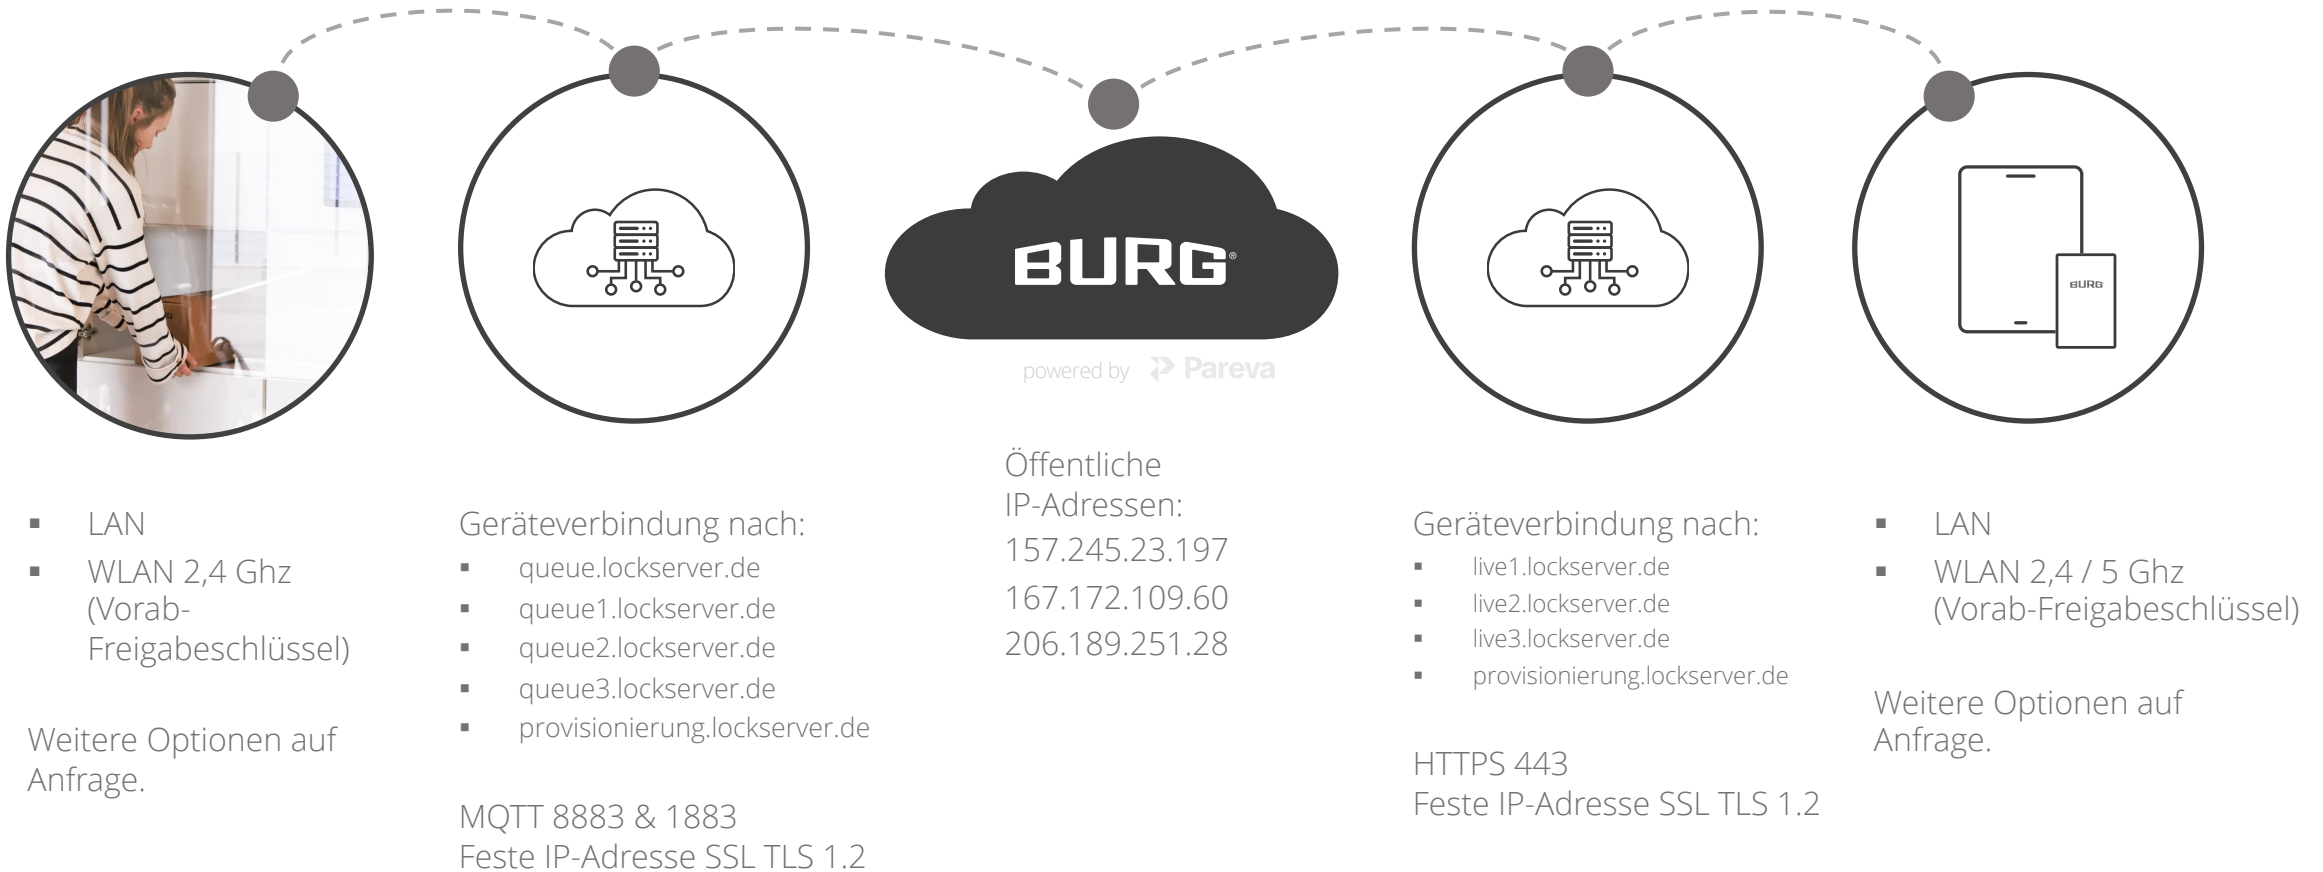 BURG®
powered by Pareva
BURG
LAN
WLAN 2,4 Ghz
(Vorab-
Freigabeschlüssel)
Weitere Optionen auf
Anfrage.
Geräteverbindung nach:
queue.lockserver.de
queue1.lockserver.de
queue2.lockserver.de
queue3.lockserver.de
provisionierung.lockserver.de
MQTT 8883 & 1883
Feste IP-Adresse SSL TLS 1.2
Öffentliche
IP-Adressen:
157.245.23.197
167.172.109.60
206.189.251.28
Geräteverbindung nach:
live1.lockserver.de
live2.lockserver.de
live3.lockserver.de
provisionierung.lockserver.de
HTTPS 443
Feste IP-Adresse SSL TLS 1.2
LAN
WLAN 2,4 / 5 Ghz
(Vorab-Freigabeschlüssel)
Weitere Optionen auf
Anfrage.